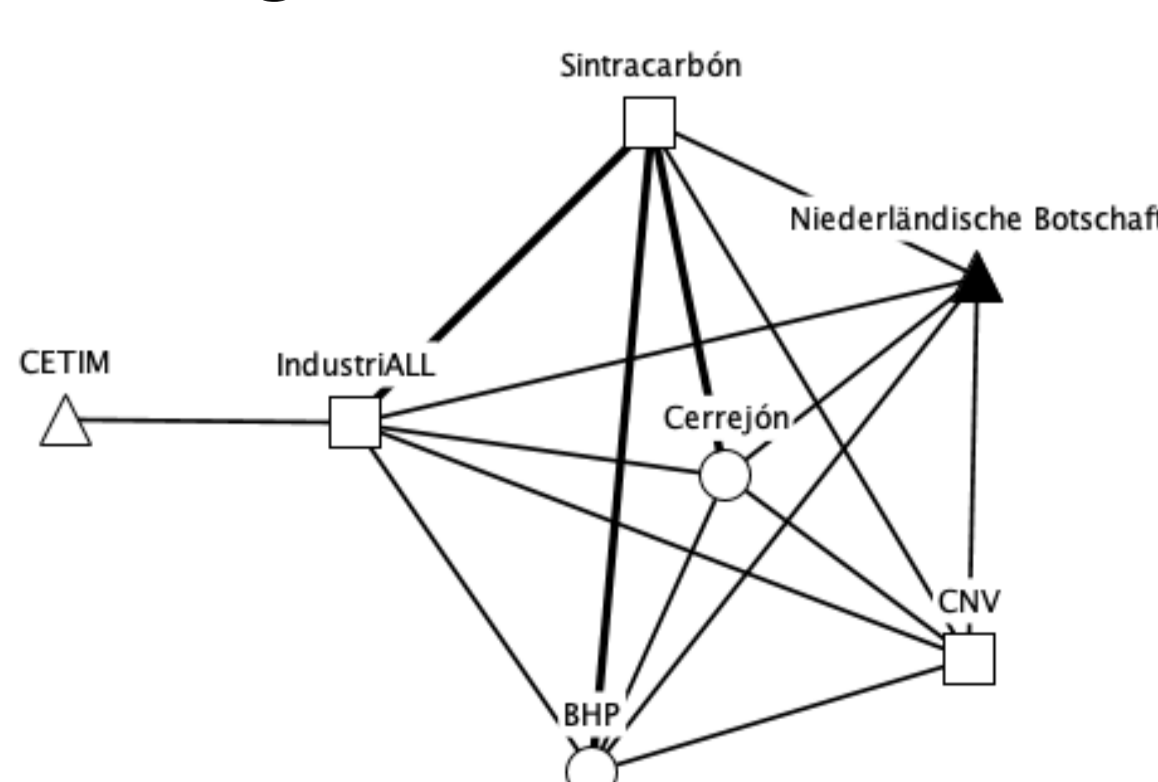 Sintracarbón
Niederländische Botschaft
CETIM
IndustriALL
Cerrejón
CNV
BHP